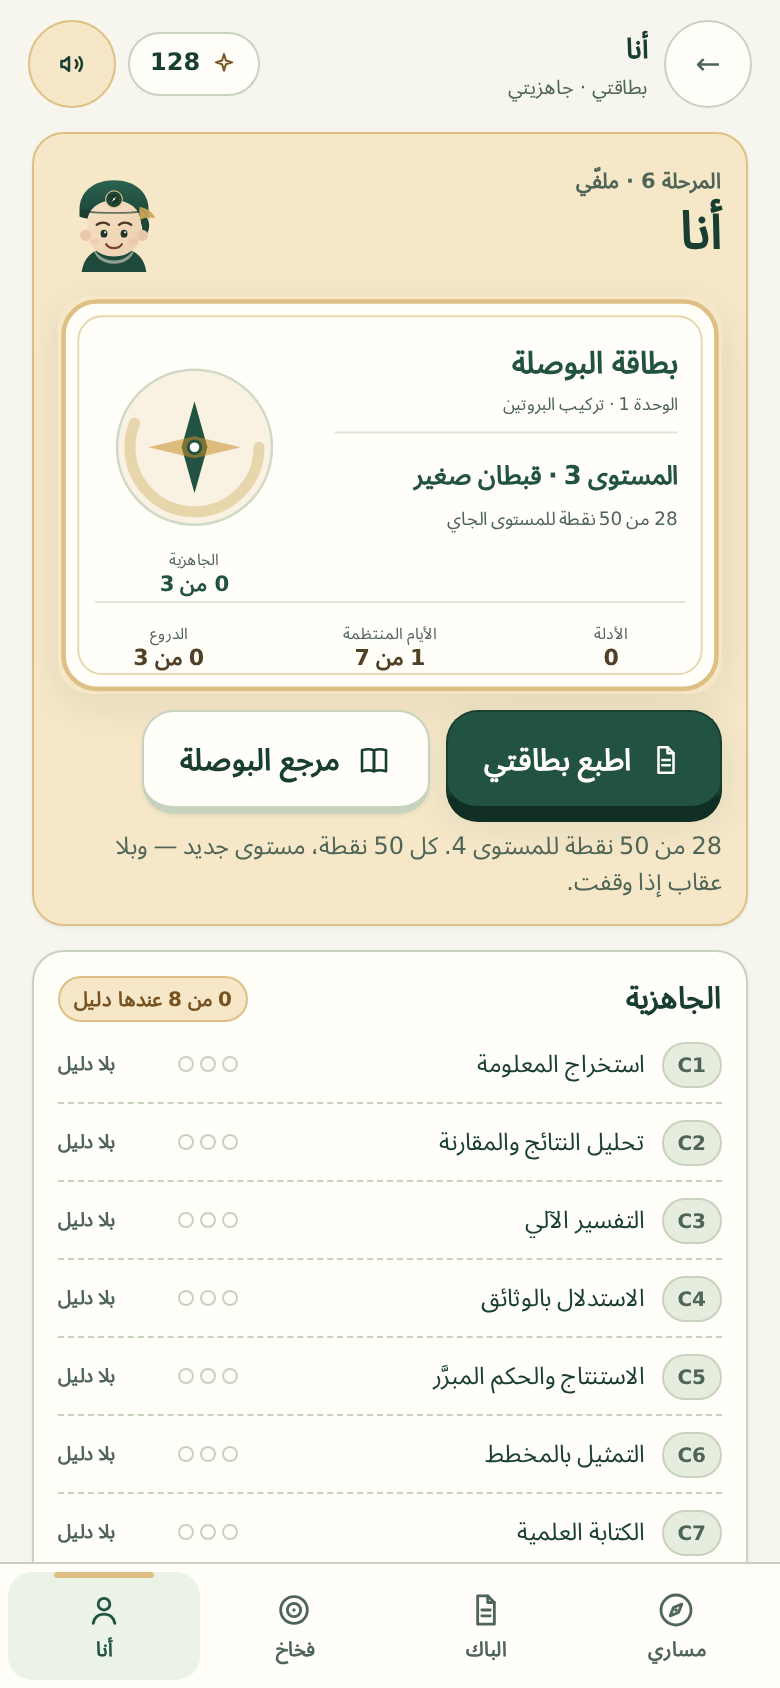 أنا
بطاقتي · جاهزيتي
128
المرحلة 6 · ملفّي
أنا
بطاقة البوصلة
الوحدة 1 · تركيب البروتين
المستوى 3 · قبطان صغير
28 من 50 نقطة للمستوى الجاي
الجاهزية
0 من 3
الأدلة
0
الأيام المنتظمة
1 من 7
الدروع
0 من 3
اطبع بطاقتي
مرجع البوصلة
28 من 50 نقطة للمستوى 4. كل 50 نقطة، مستوى جديد — وبلا
عقاب إذا وقفت.
الجاهزية
0 من 8 عندها دليل
C1 استخراج المعلومة بلا دليل
C2 تحليل النتائج والمقارنة بلا دليل
C3 التفسير الآلي بلا دليل
C4 الاستدلال بالوثائق بلا دليل
C5 الاستنتاج والحكم المبرَّر بلا دليل
C6 التمثيل بالمخطط بلا دليل
C7 الكتابة العلمية بلا دليل
مساري
الباك
فخاخ
أنا